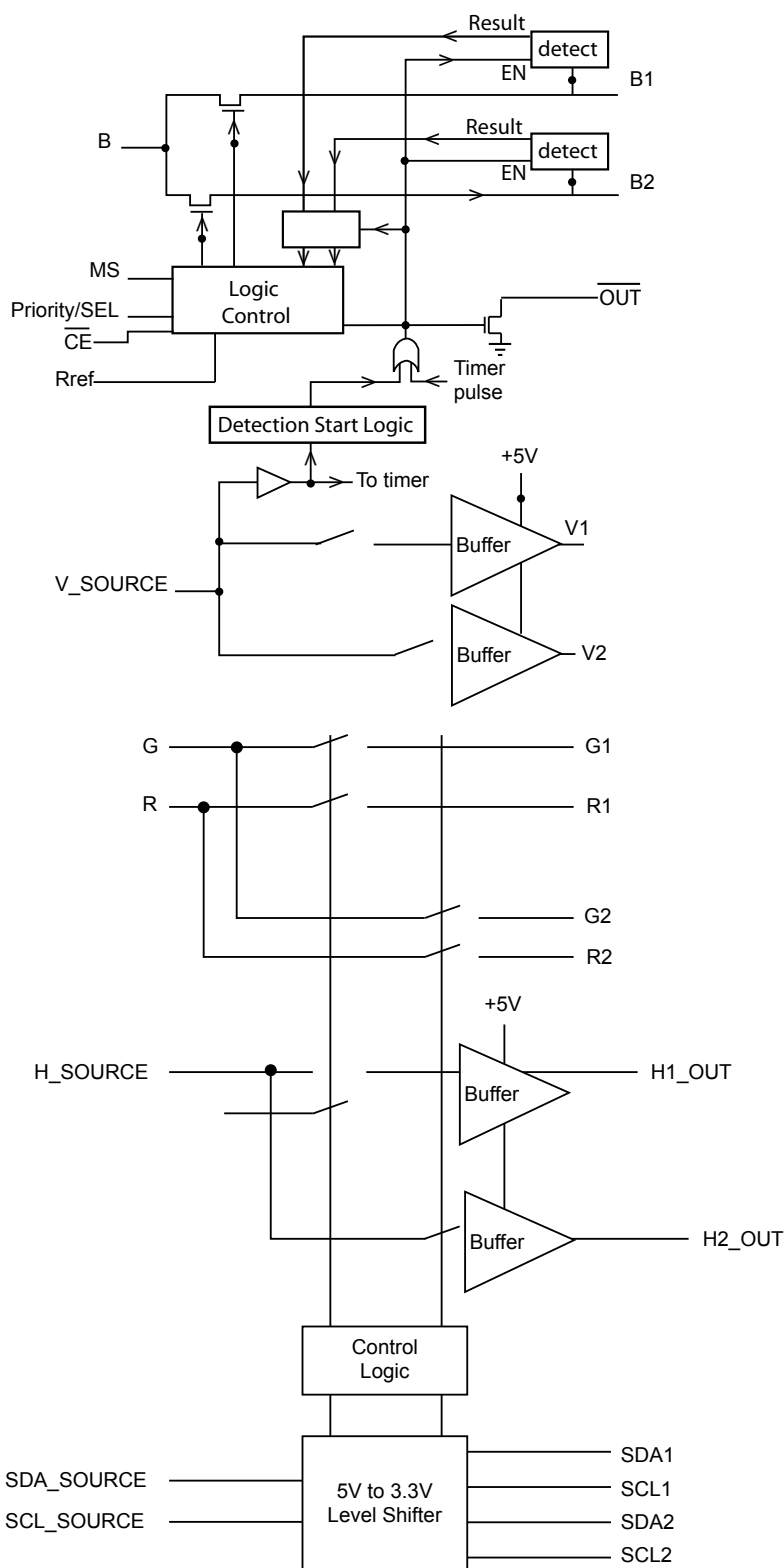 Result
detect
EN
B1
B
Result
detect
EN
B2
MS
Logic
Control
Priority/SEL
OUT
CE
Rref
Timer
pulse
Detection Start Logic
+5V
To timer
V1
Buffer
V_SOURCE
Buffer
V2
G
G1
R
R1
G2
R2
+5V
H_SOURCE
H1_OUT
Buffer
Buffer
H2_OUT
Control
Logic
SDA1
SDA_SOURCE
5V to 3.3V
Level Shifter
SCL1
SCL_SOURCE
SDA2
SCL2